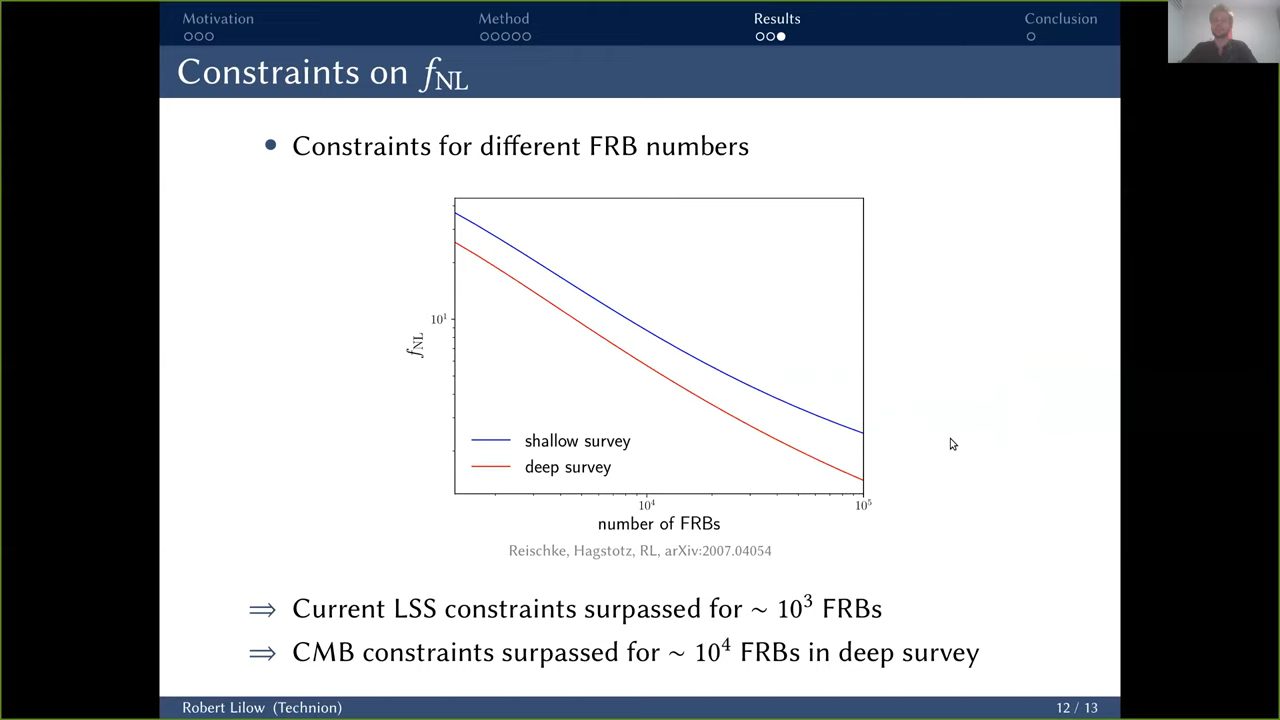 Motivation
Method
Results
Conclusion
Constraints on fNL
• Constraints for different FRB numbers
10¹
fNL
shallow survey
deep survey
10⁴
10⁵
number of FRBs
Reischke, Hagstotz, RL, arXiv:2007.04054
⟹ Current LSS constraints surpassed for ~ 10³ FRBs
⟹ CMB constraints surpassed for ~ 10⁴ FRBs in deep survey
Robert Lilow (Technion)
12 / 13